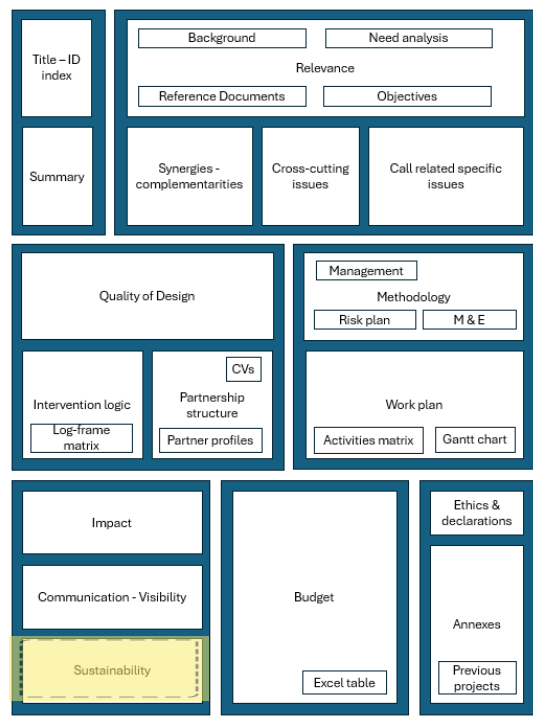 Title – ID
index
Summary
Background
Need analysis
Relevance
Reference Documents
Objectives
Synergies -
complementarities
Cross-cutting
issues
Call related specific
issues
Quality of Design
Intervention logic
Log-frame
matrix
CVs
Partnership
structure
Partner profiles
Management
Methodology
Risk plan
M & E
Work plan
Activities matrix
Gantt chart
Impact
Communication - Visibility
Sustainability
Budget
Excel table
Ethics &
declarations
Annexes
Previous
projects